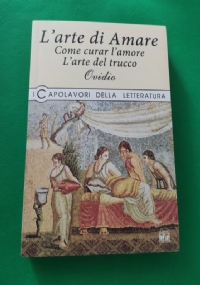 L'arte di Amare
Come curar l'amore
L'arte del trucco
Ovidio
I CAPOLAVORI DELLA LETTERATURA